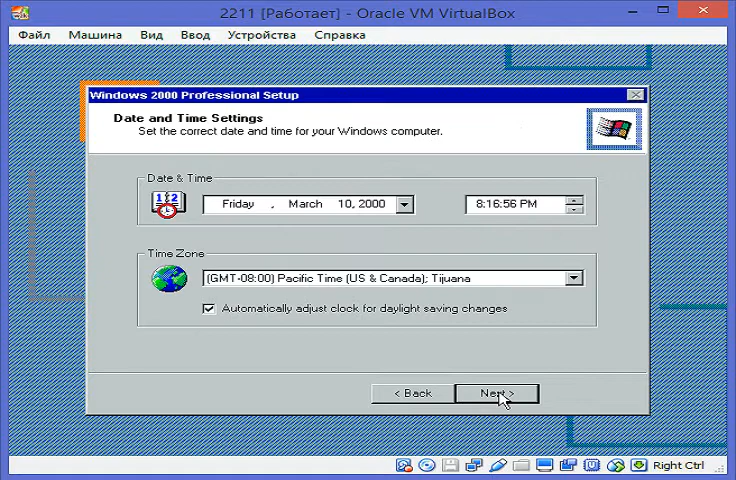 2211 [Работает] - Oracle VM VirtualBox
Файл Машина Вид Ввод Устройства Справка
Windows 2000 Professional Setup
Date and Time Settings
Set the correct date and time for your Windows computer.
Date & Time
Friday , March 10, 2000 8:16:56 PM
Time Zone
(GMT-08:00) Pacific Time (US & Canada); Tijuana
Automatically adjust clock for daylight saving changes
< Back Next >
Right Ctrl